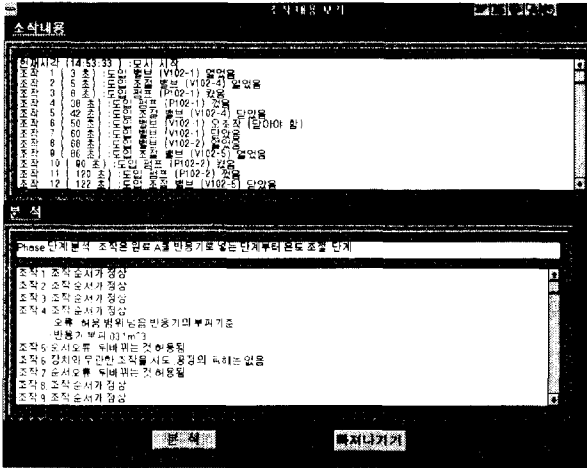 조작내용 보기
조작내용
현재시각 (14:53:33 ) :모사 시작
조작 1 ( 3 초) :도입 밸브 (V102-1) 열었음
조작 2 ( 5 초) :도입 조절 밸브 (V102-4) 열었음
조작 3 ( 8 초) :도입 펌프 (P102-1) 켰음
조작 4 ( 38 초) :도입 펌프 (P102-1) 껐음
조작 5 ( 42 초) :도입 조절 밸브 (V102-4) 닫았음
조작 6 ( 50 초) :도입 밸브 (V102-1) 오조작 (닫아야 함)
조작 7 ( 60 초) :도입 밸브 (V102-1) 닫았음
조작 8 ( 68 초) :도입 밸브 (V102-2) 열었음
조작 9 ( 86 초) :도입 조절 밸브 (V102-5) 열었음
조작 10 ( 90 초) :도입 펌프 (P102-2) 켰음
조작 11 ( 120 초) :도입 펌프 (P102-2) 껐음
조작 12 ( 122 초) :도입 조절 밸브 (V102-5) 닫았음
분 석
Phase 단계 분석 조작은 원료 A를 반응기로 넣는 단계부터 온도 조절 단계
조작 1 조작 순서가 정상
조작 2 조작 순서가 정상
조작 3 조작 순서가 정상
조작 4 조작 순서가 정상
오류 허용 범위 넘음 반응기의 부피기준
반응기 부피
조작 5 순서오류 뒤바뀌는 것 허용됨
조작 6 장치와 무관한 조작을 시도 공정의 피해는 없음
조작 7 순서오류 뒤바뀌는 것 허용됨
조작 8 조작 순서가 정상
조작 9 조작 순서가 정상
분 석
빠져나가기